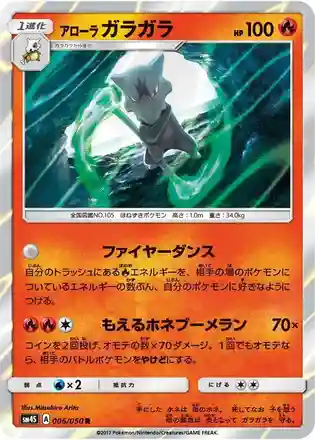 1進化
アローラ ガラガラ
HP 100
カラカラから進化
全国図鑑NO.105 ほねずきポケモン 高さ:1.0m 重さ:34.0kg
ファイヤーダンス
自分のトラッシュにある エネルギーを、相手の場のポケモンに
ついているエネルギーの数ぶん、自分のポケモンに好きなように
つける。
もえるホネブーメラン 70×
コインを2回投げ、オモテの数×70ダメージ。1回でもオモテなら、
相手のバトルポケモンをやけどにする。
弱点 ×2 抵抗力 にげる
Illus. Mitsuhiro Arita
sm4S A 006/050 R
©2017 Pokémon/Nintendo/Creatures/GAME FREAK.